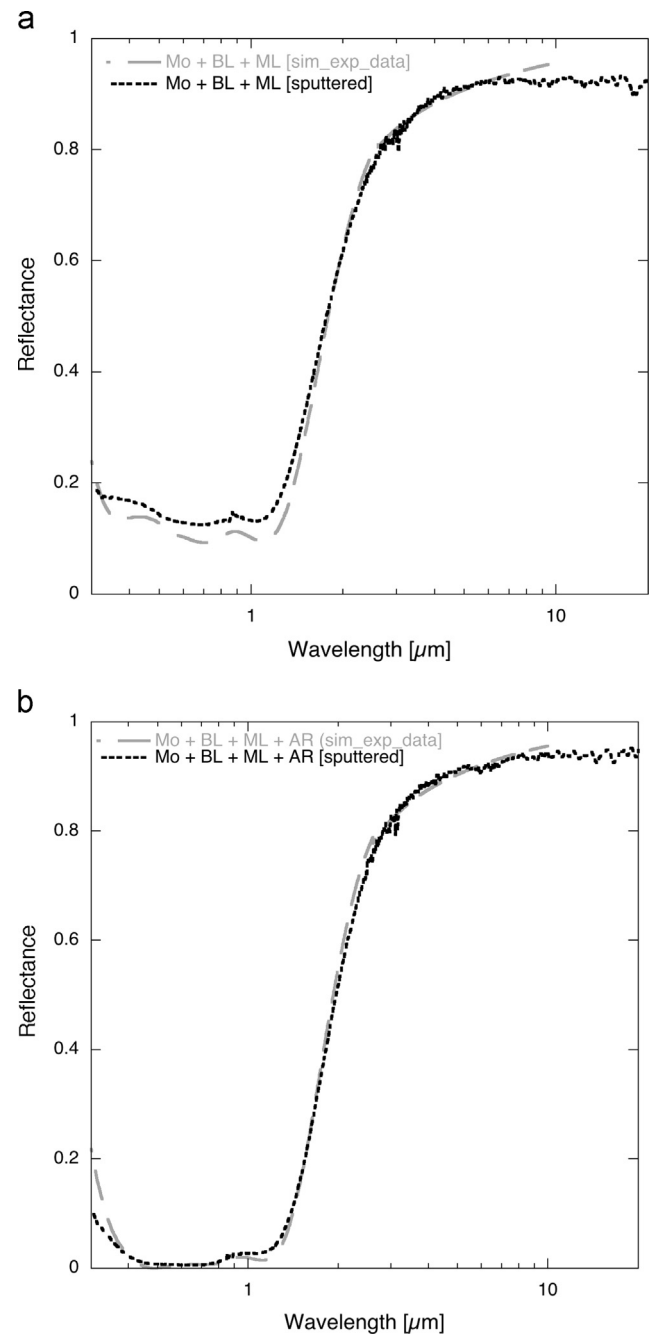 a
1
Mo + BL + ML [sim_exp_data]
Mo + BL + ML [sputtered]
0.8
0.6
Reflectance
0.4
0.2
0
1
10
Wavelength [µm]
b
1
Mo + BL + ML + AR (sim_exp_data]
Mo + BL + ML + AR [sputtered]
0.8
0.6
Reflectance
0.4
0.2
0
1
10
Wavelength [µm]